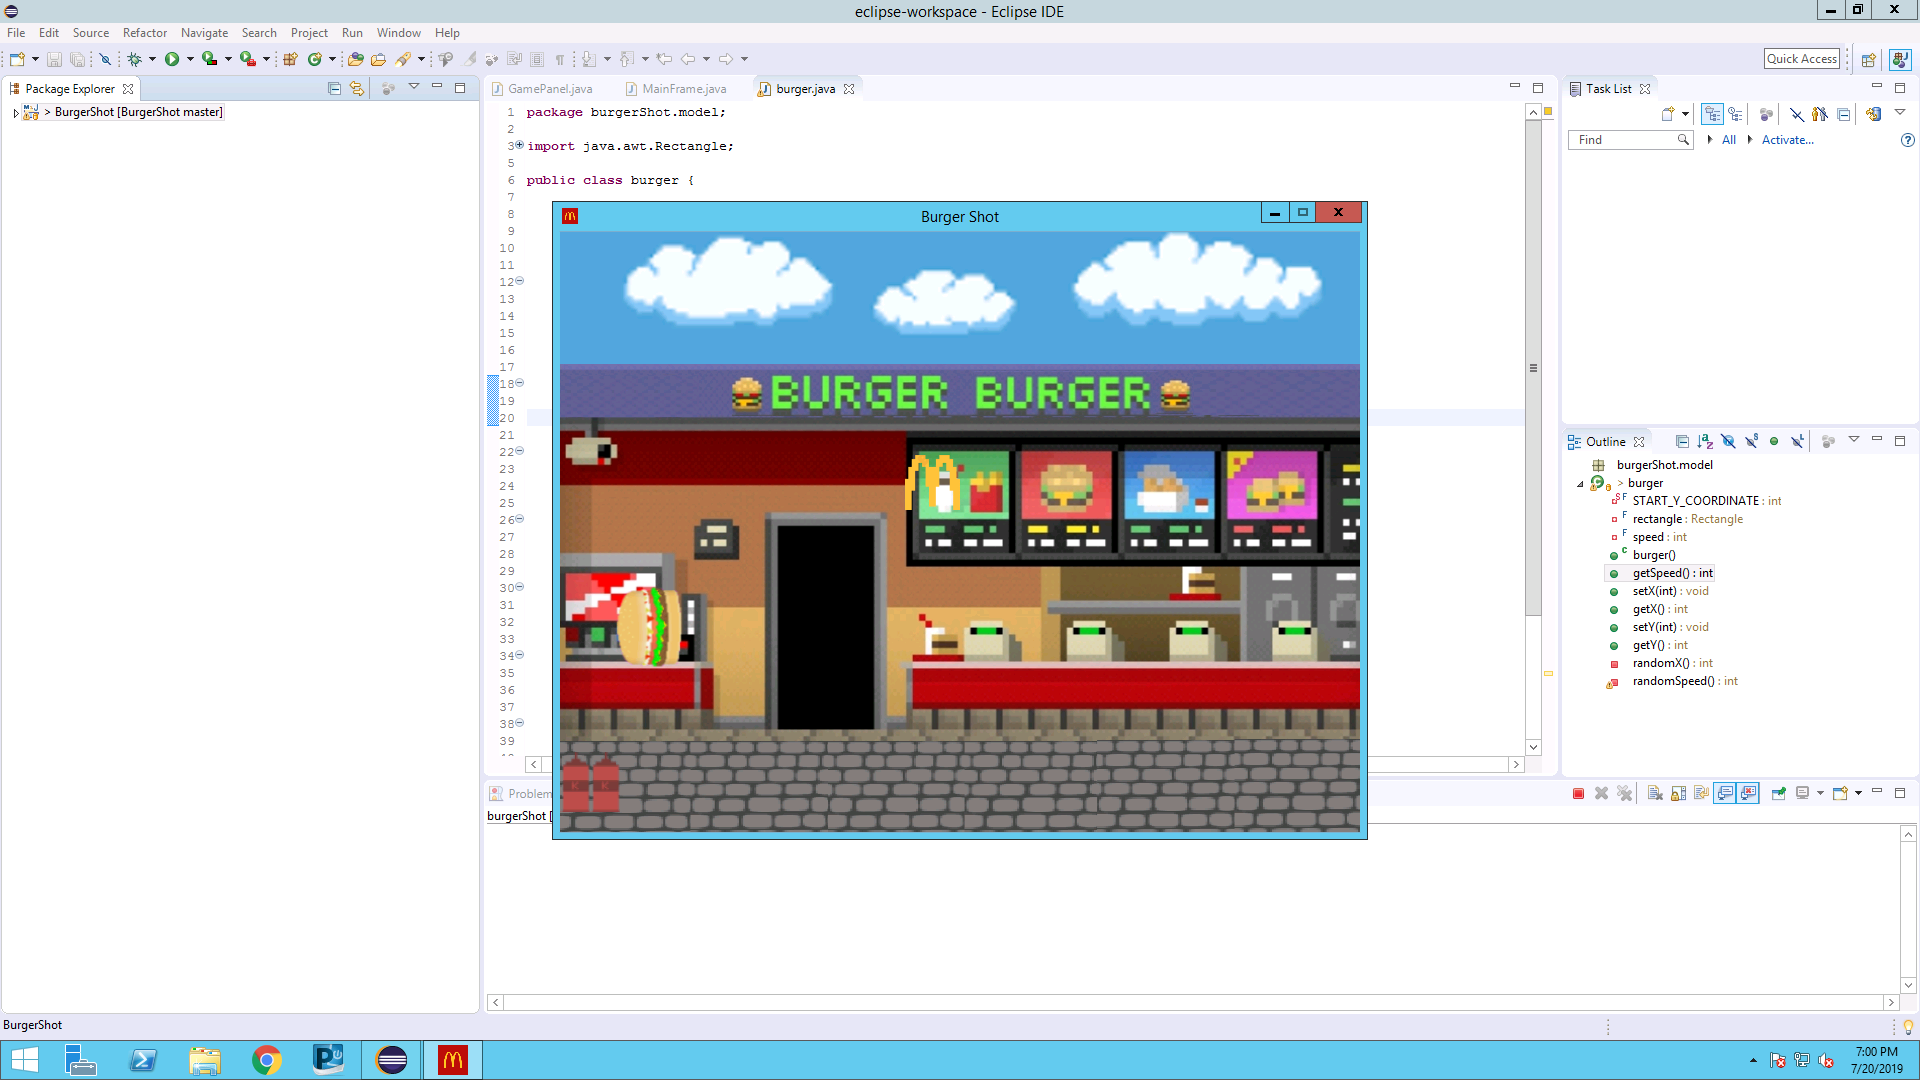 eclipse-workspace - Eclipse IDE
File Edit Source Refactor Navigate Search Project Run Window Help
Quick Access
Package Explorer
> BurgerShot [BurgerShot master]
GamePanel.java
MainFrame.java
burger.java
1 package burgerShot.model;
2
3 import java.awt.Rectangle;
5
6 public class burger {
7
8
9
10
11
12
13
14
15
16
17
18
19
20
21
22
23
24
25
26
27
28
29
30
31
32
33
34
35
36
37
38
39
Burger Shot
BURGER BURGER
Task List
Find
All
Activate...
Outline
burgerShot.model
> burger
START_Y_COORDINATE : int
rectangle : Rectangle
speed : int
burger()
getSpeed() : int
setX(int) : void
getX() : int
setY(int) : void
getY() : int
randomX() : int
randomSpeed() : int
Problem
burgerShot [
BurgerShot
7:00 PM
7/20/2019